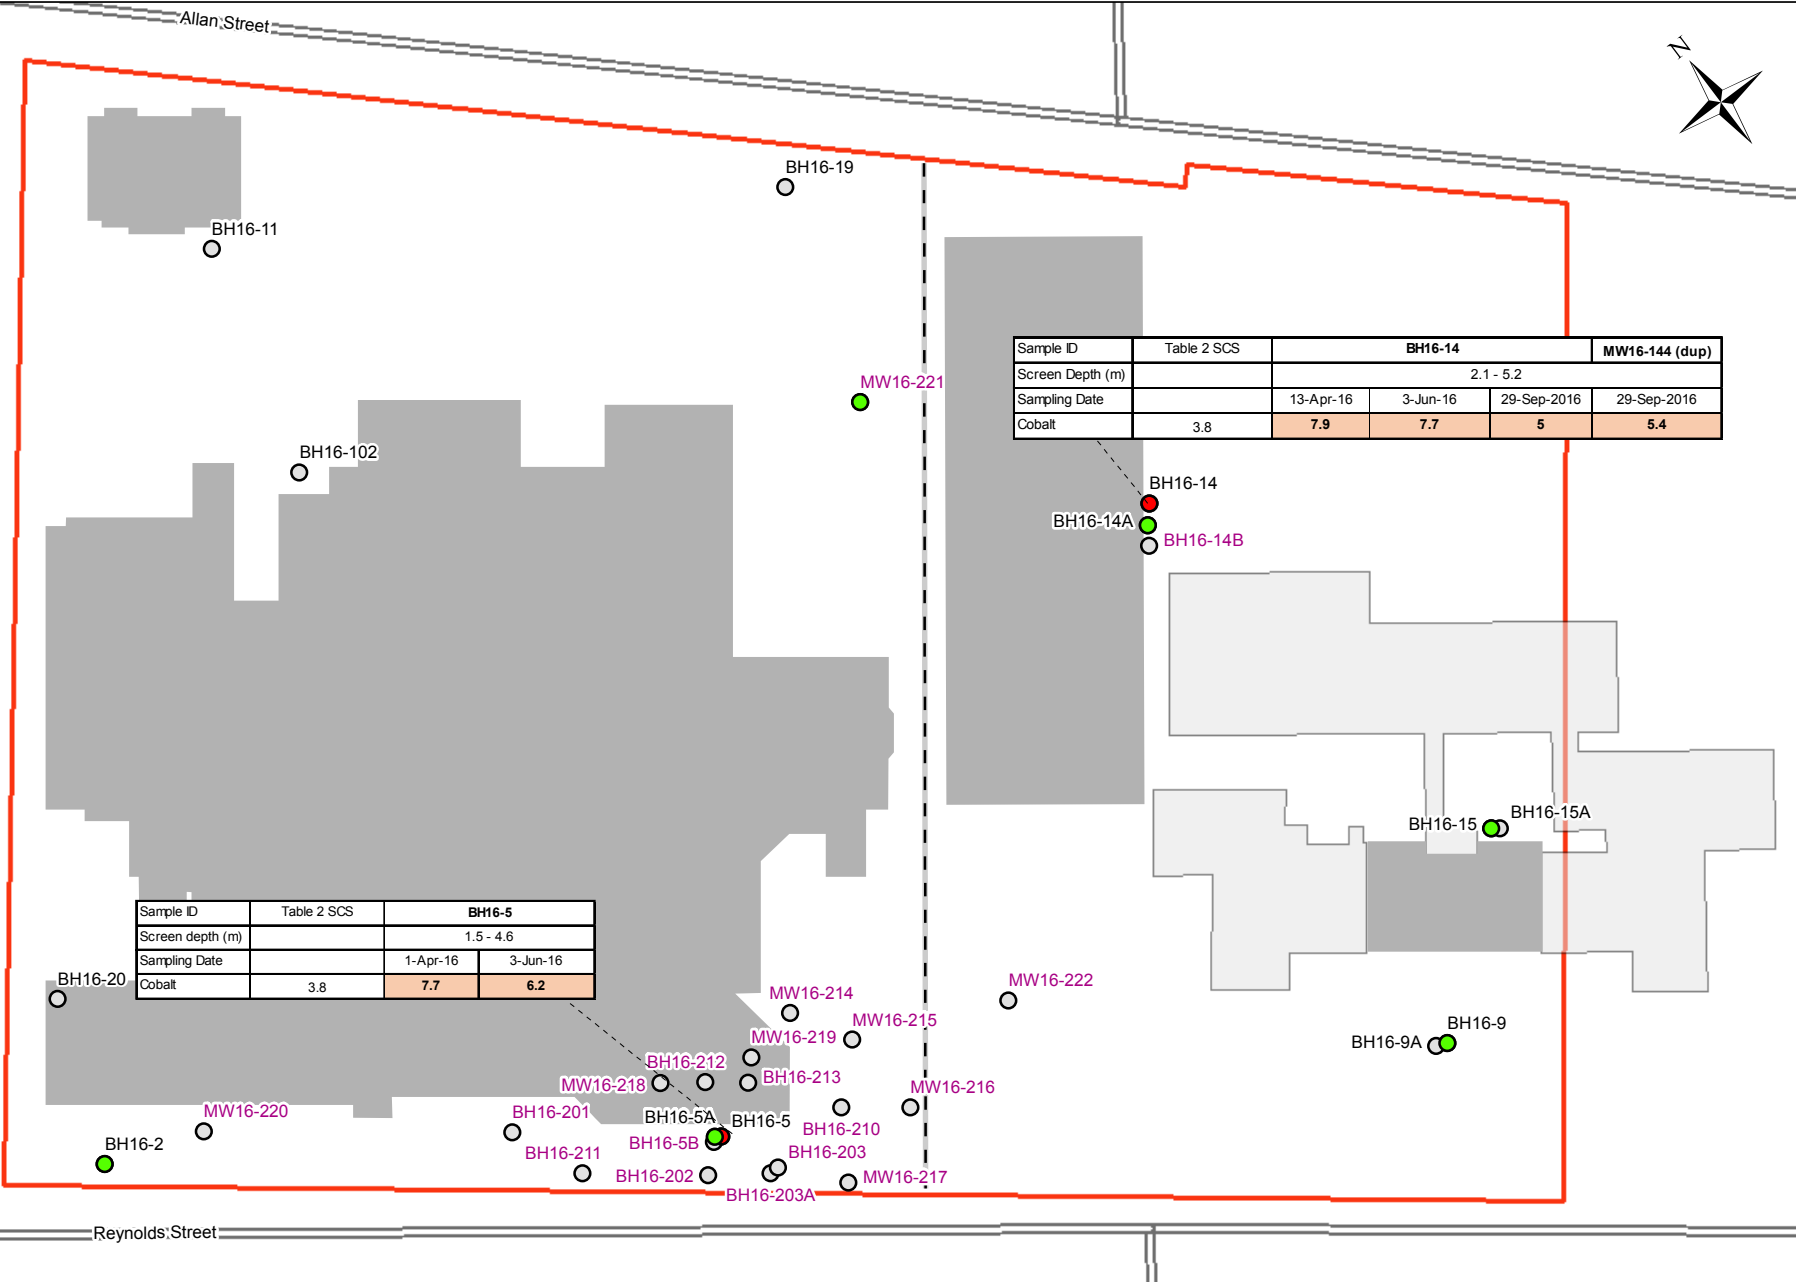 Allan Street
N
BH16-19
BH16-11
Sample ID Table 2 SCS BH16-14 MW16-144 (dup)
Screen Depth (m) 2.1 - 5.2
Sampling Date 13-Apr-16 3-Jun-16 29-Sep-2016 29-Sep-2016
Cobalt 3.8 7.9 7.7 5 5.4
MW16-221
BH16-102
BH16-14
BH16-14A
BH16-14B
BH16-15A
BH16-15
Sample ID Table 2 SCS BH16-5
Screen depth (m) 1.5 - 4.6
Sampling Date 1-Apr-16 3-Jun-16
Cobalt 3.8 7.7 6.2
BH16-20
MW16-222
MW16-214
MW16-215
BH16-9
BH16-9A
MW16-219
BH16-212
BH16-213
MW16-218
MW16-216
MW16-220
BH16-201
BH16-5A
BH16-5
BH16-210
BH16-2
BH16-5B
BH16-211
BH16-203
BH16-202
MW16-217
BH16-203A
Reynolds Street